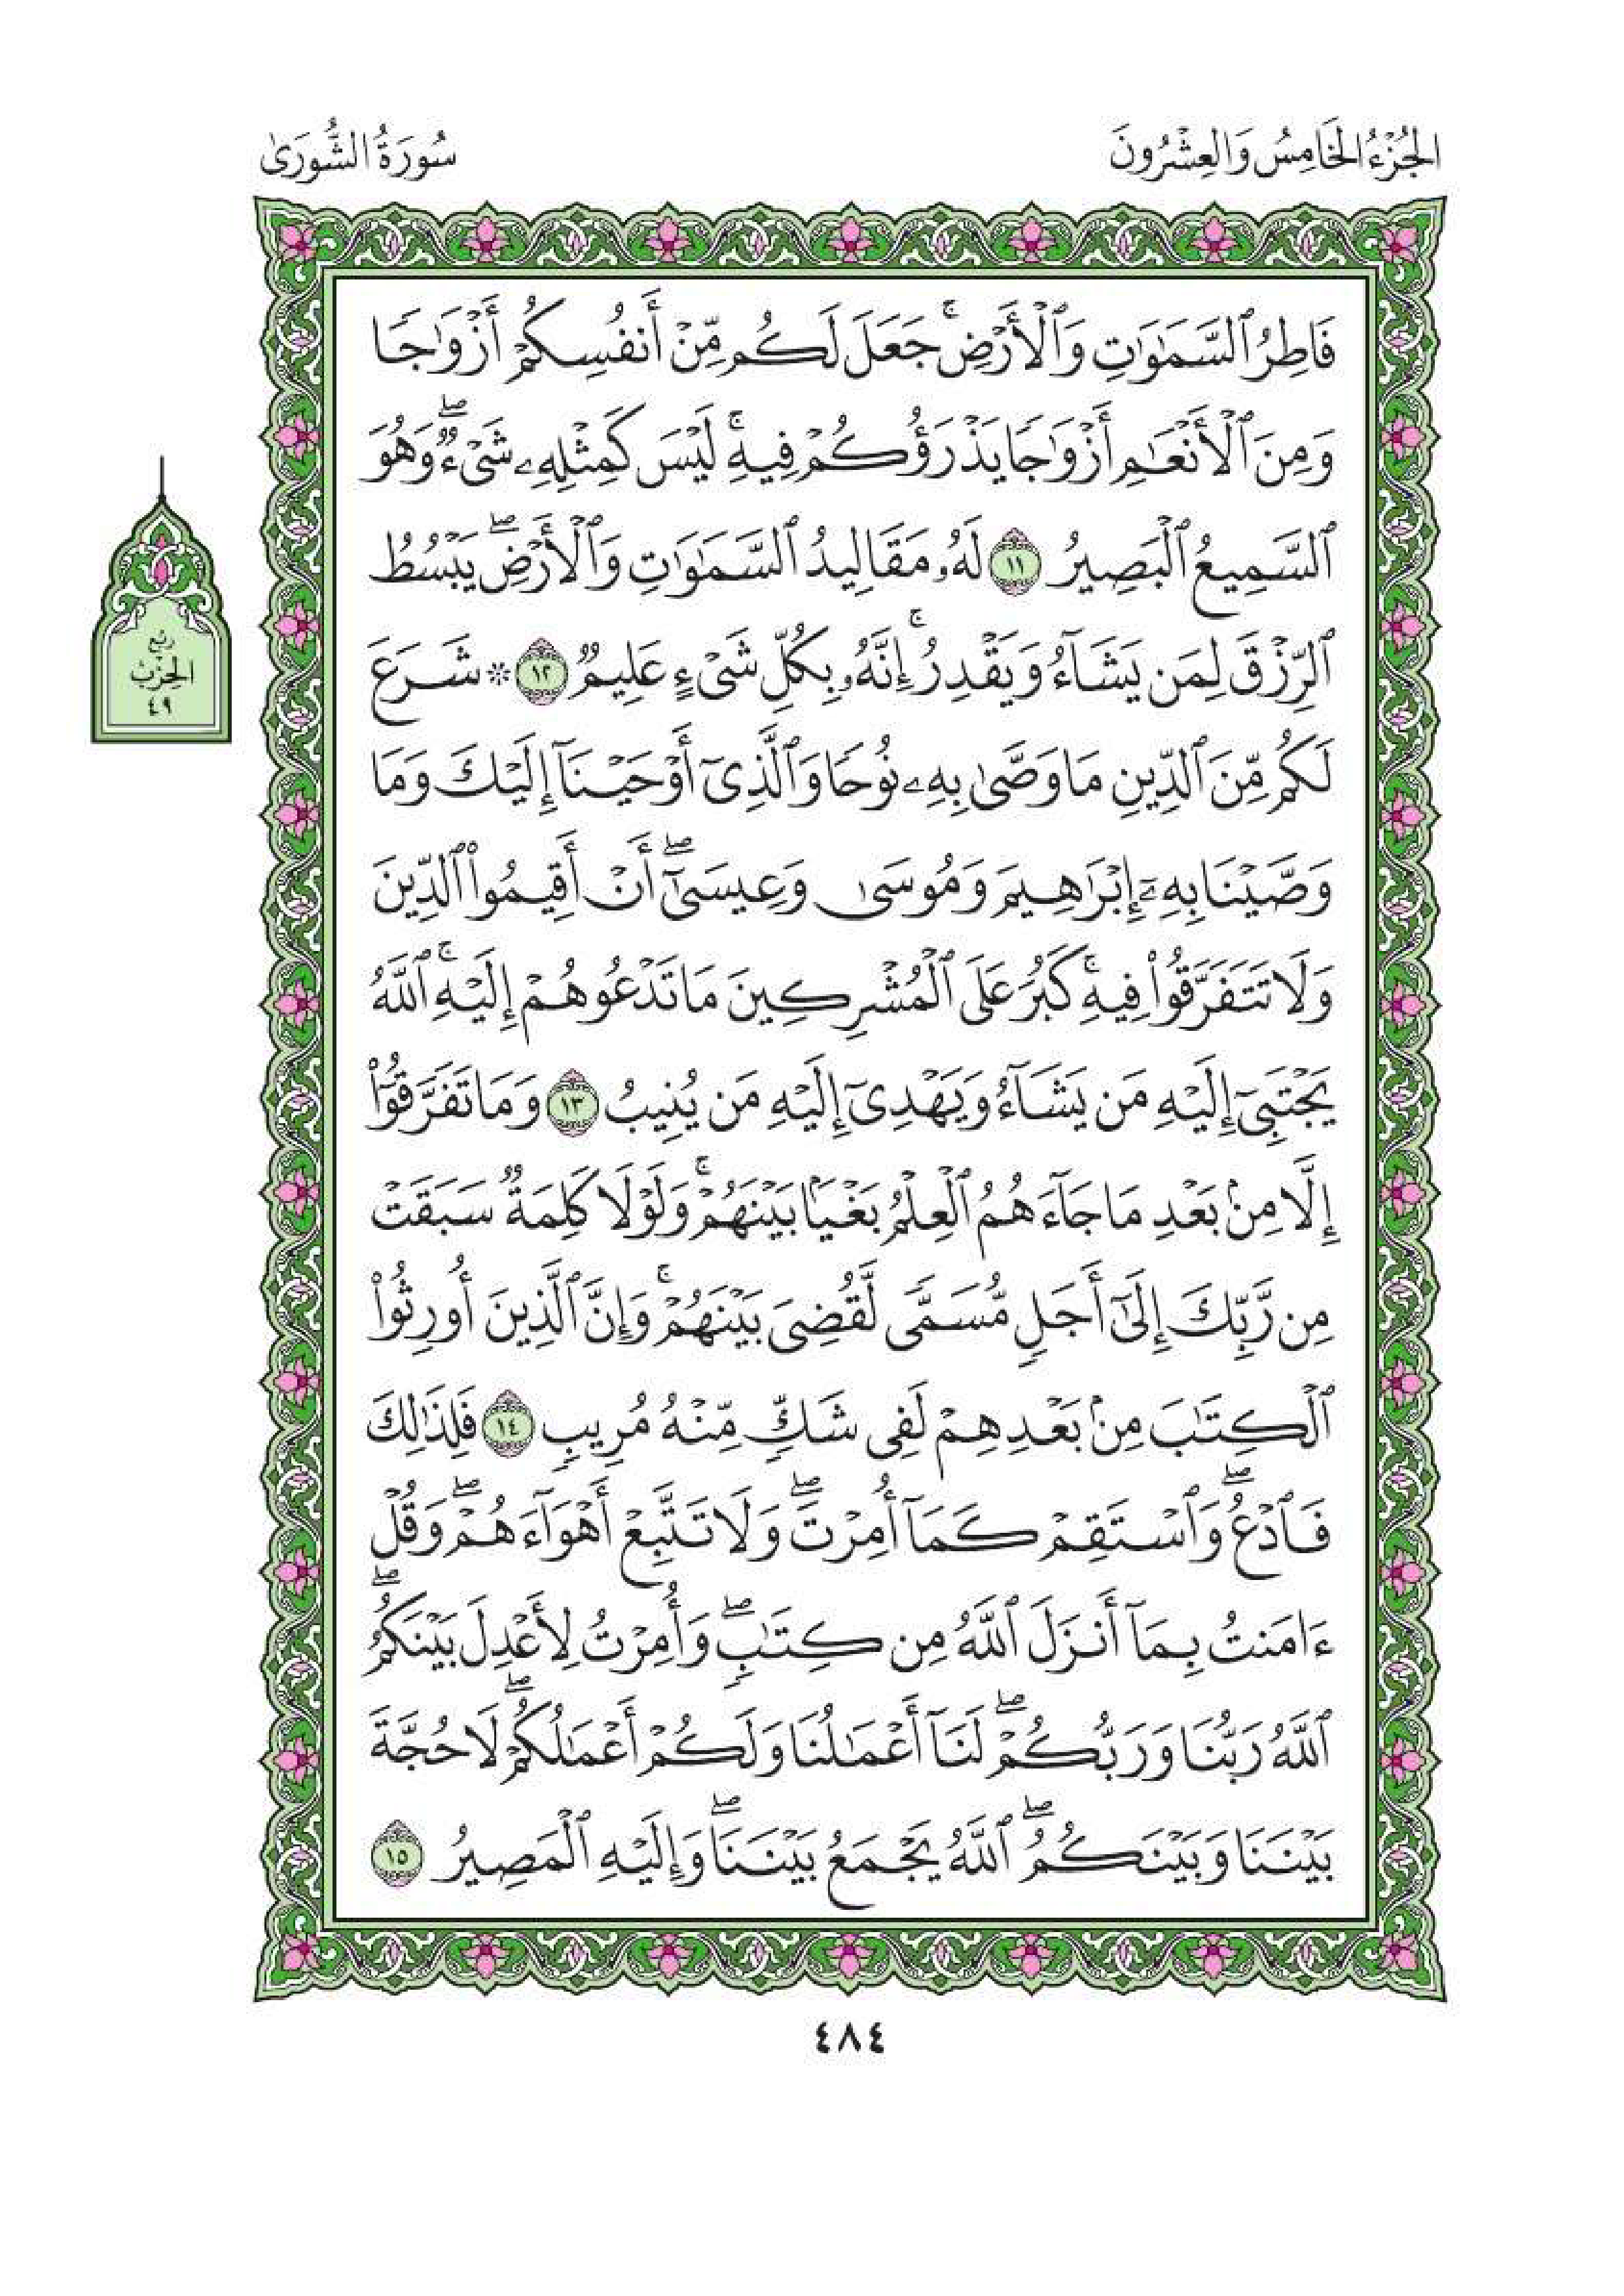 الجُزْءُ الخَامِسُ وَالعِشْرُونَ
سُورَةُ الشُّورَىٰ
فَاطِرُ ٱلسَّمَٰوَٰتِ وَٱلْأَرْضِۚ جَعَلَ لَكُم مِّنْ أَنفُسِكُمْ أَزْوَٰجًا
وَمِنَ ٱلْأَنْعَٰمِ أَزْوَٰجًا يَذْرَؤُكُمْ فِيهِۚ لَيْسَ كَمِثْلِهِۦ شَىْءٌۖ وَهُوَ
ٱلسَّمِيعُ ٱلْبَصِيرُ ١١ لَهُۥ مَقَالِيدُ ٱلسَّمَٰوَٰتِ وَٱلْأَرْضِۖ يَبْسُطُ
ٱلرِّزْقَ لِمَن يَشَآءُ وَيَقْدِرُۚ إِنَّهُۥ بِكُلِّ شَىْءٍ عَلِيمٌ ١٢ ۞ شَرَعَ
لَكُم مِّنَ ٱلدِّينِ مَا وَصَّىٰ بِهِۦ نُوحًا وَٱلَّذِىٓ أَوْحَيْنَآ إِلَيْكَ وَمَا
وَصَّيْنَا بِهِۦٓ إِبْرَٰهِيمَ وَمُوسَىٰ وَعِيسَىٰٓۖ أَنْ أَقِيمُوا۟ ٱلدِّينَ
وَلَا تَتَفَرَّقُوا۟ فِيهِۚ كَبُرَ عَلَى ٱلْمُشْرِكِينَ مَا تَدْعُوهُمْ إِلَيْهِۚ ٱللَّهُ
يَجْتَبِىٓ إِلَيْهِ مَن يَشَآءُ وَيَهْدِىٓ إِلَيْهِ مَن يُنِيبُ ١٣ وَمَا تَفَرَّقُوٓا۟
إِلَّا مِنۢ بَعْدِ مَا جَآءَهُمُ ٱلْعِلْمُ بَغْيًۢا بَيْنَهُمْۚ وَلَوْلَا كَلِمَةٌ سَبَقَتْ
مِن رَّبِّكَ إِلَىٰٓ أَجَلٍ مُّسَمًّى لَّقُضِىَ بَيْنَهُمْۚ وَإِنَّ ٱلَّذِينَ أُورِثُوا۟
ٱلْكِتَٰبَ مِنۢ بَعْدِهِمْ لَفِى شَكٍّ مِّنْهُ مُرِيبٍ ١٤ فَلِذَٰلِكَ
فَٱدْعُۖ وَٱسْتَقِمْ كَمَآ أُمِرْتَۖ وَلَا تَتَّبِعْ أَهْوَآءَهُمْۖ وَقُلْ
ءَامَنتُ بِمَآ أَنزَلَ ٱللَّهُ مِن كِتَٰبٍۖ وَأُمِرْتُ لِأَعْدِلَ بَيْنَكُمُۖ
ٱللَّهُ رَبُّنَا وَرَبُّكُمْۖ لَنَآ أَعْمَٰلُنَا وَلَكُمْ أَعْمَٰلُكُمْۖ لَا حُجَّةَ
بَيْنَنَا وَبَيْنَكُمُۖ ٱللَّهُ يَجْمَعُ بَيْنَنَاۖ وَإِلَيْهِ ٱلْمَصِيرُ ١٥
ربع
الحزب
٤٩
٤٨٤